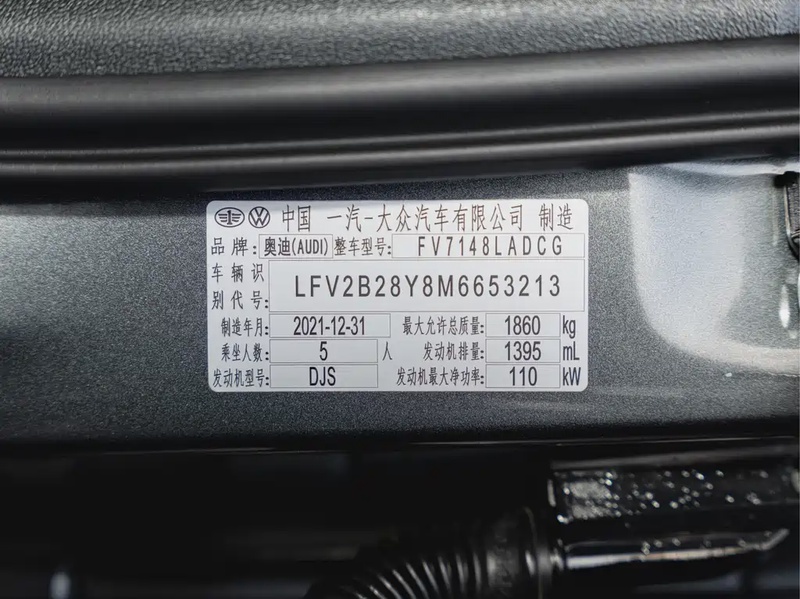 中国 一汽-大众汽车有限公司 制造
品牌: 奥迪(AUDI) 整车型号: FV7148LADCG
车辆识别代号: LFV2B28Y8M6653213
制造年月: 2021-12-31 最大允许总质量: 1860 kg
乘坐人数: 5 人 发动机排量: 1395 mL
发动机型号: DJS 发动机最大净功率: 110 kW